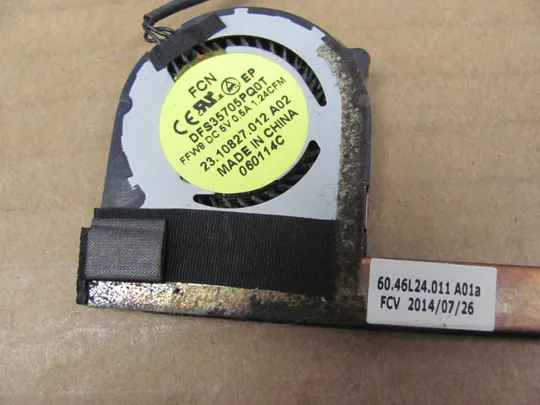 FCN
CE EP
DFS35705PQ0T
FFW8 DC 5V 0.5A 1.24CFM
23.10827.012 A02
MADE IN CHINA
060114C
60.46L24.011 A01a
FCV 2014/07/26